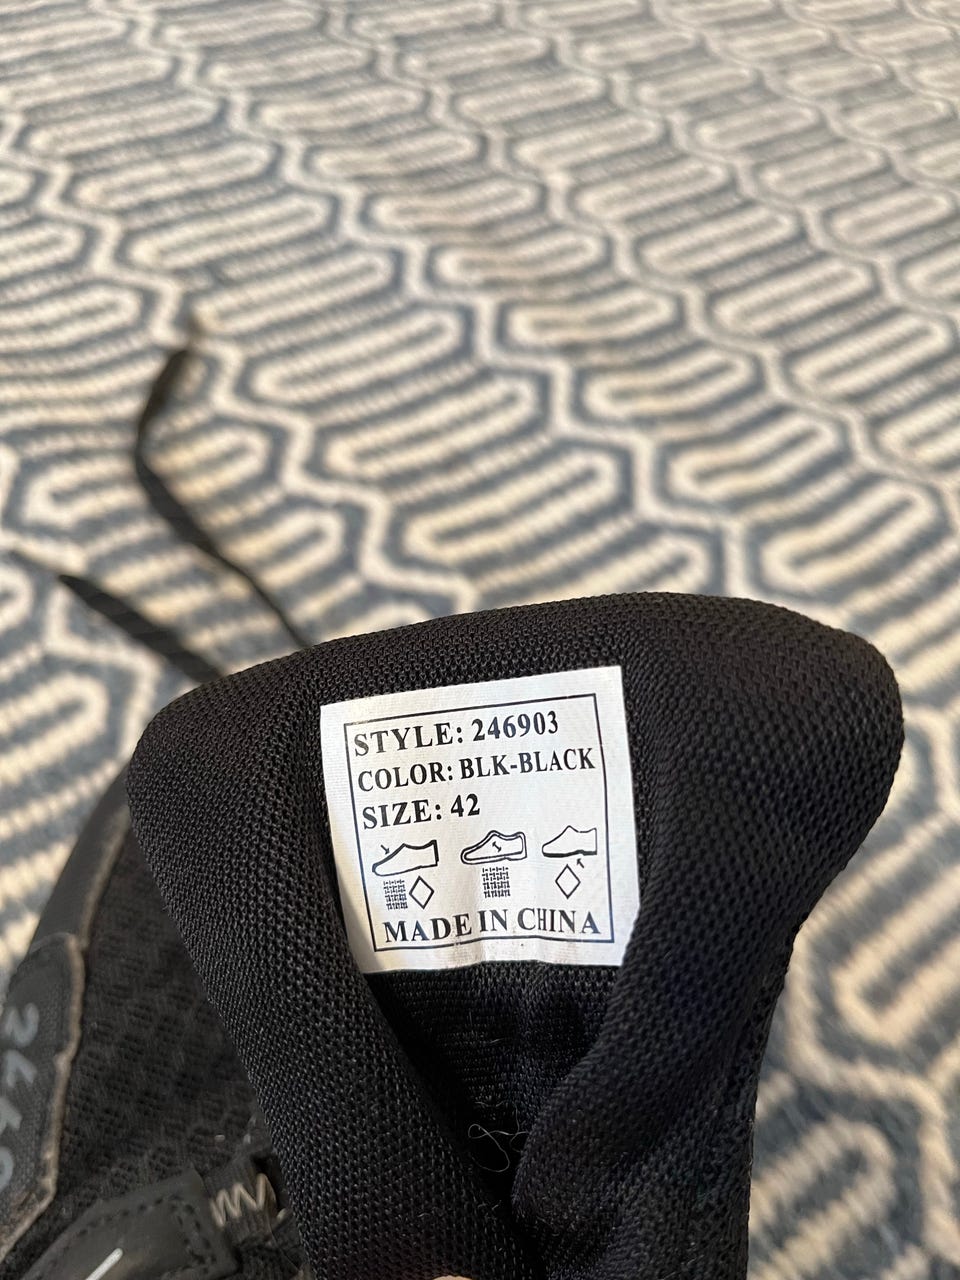 STYLE: 246903
COLOR: BLK-BLACK
SIZE: 42
MADE IN CHINA